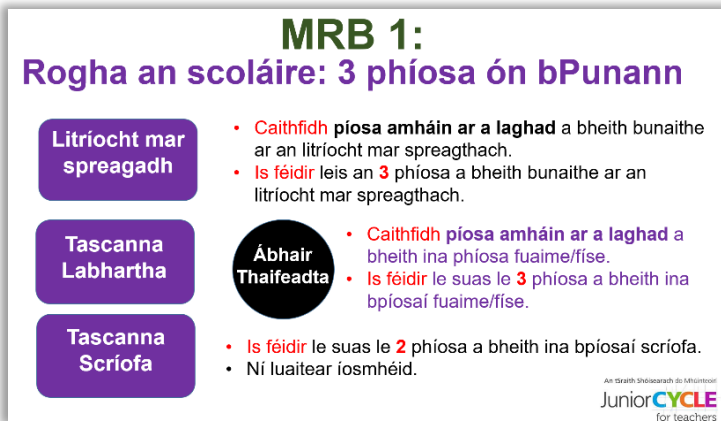 MRB 1:
Rogha an scoláire: 3 phíosa ón bPunann
Litríocht mar
spreagadh
• Caithfidh píosa amháin ar a laghad a bheith bunaithe
ar an litríocht mar spreagthach.
• Is féidir leis an 3 phíosa a bheith bunaithe ar an
litríocht mar spreagthach.
Tascanna
Labhartha
Ábhair
Thaifeadta
• Caithfidh píosa amháin ar a laghad a
bheith ina phíosa fuaime/físe.
• Is féidir le suas le 3 phíosa a bheith ina
bpíosaí fuaime/físe.
Tascanna
Scríofa
• Is féidir le suas le 2 phíosa a bheith ina bpíosaí scríofa.
• Ní luaitear íosmhéid.
An tSraith Shóisearach do Mhúinteoirí
JuniorCYCLE
for teachers